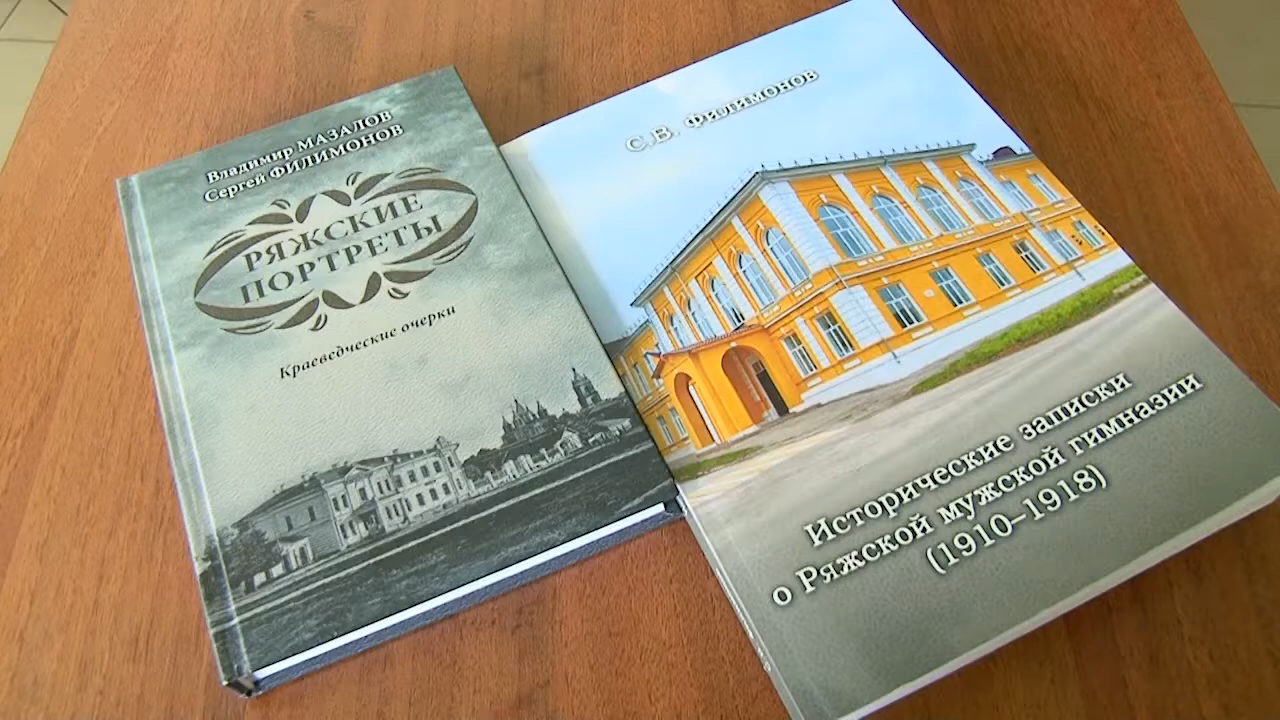 Владимир МАЗАЛОВ
Сергей ФИЛИМОНОВ
РЯЖСКИЕ
ПОРТРЕТЫ
Краеведческие очерки
С.В. Филимонов
Исторические записки
о Ряжской мужской гимназии
(1910–1918)